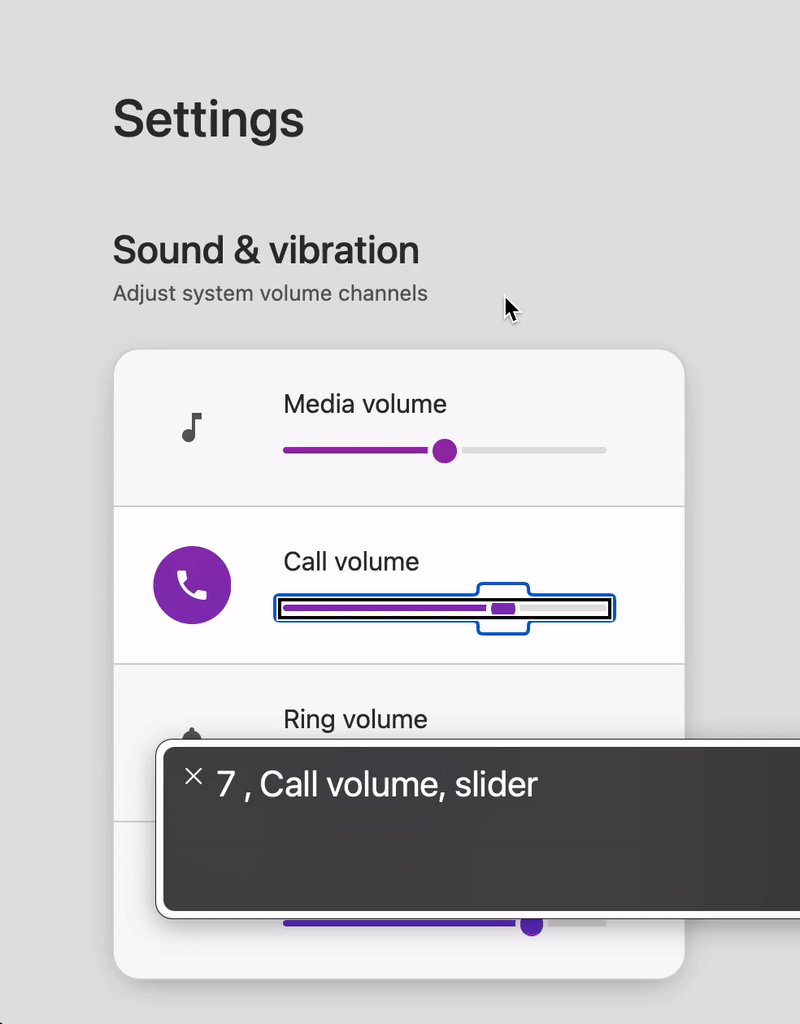 Settings
Sound & vibration
Adjust system volume channels
Media volume
Call volume
Ring volume
7 , Call volume, slider